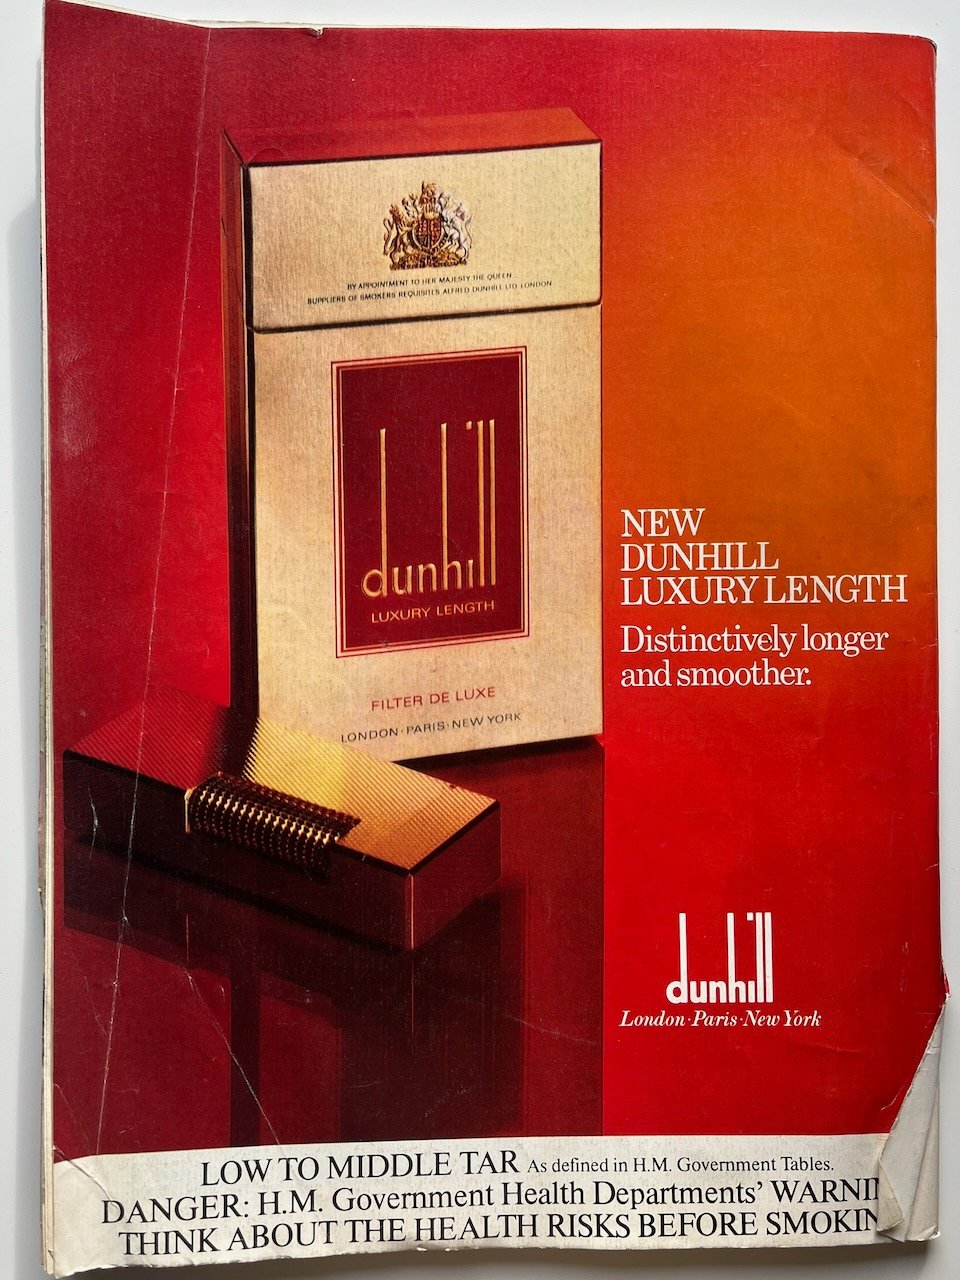 BY APPOINTMENT TO HER MAJESTY THE QUEEN
SUPPLIERS OF SMOKERS REQUISITES ALFRED DUNHILL LTD. LONDON
dunhill
LUXURY LENGTH
FILTER DE LUXE
LONDON·PARIS·NEW YORK
NEW
DUNHILL
LUXURY LENGTH
Distinctively longer
and smoother.
dunhill
London·Paris·New York
LOW TO MIDDLE TAR As defined in H.M. Government Tables.
DANGER: H.M. Government Health Departments' WARNIN
THINK ABOUT THE HEALTH RISKS BEFORE SMOKIN